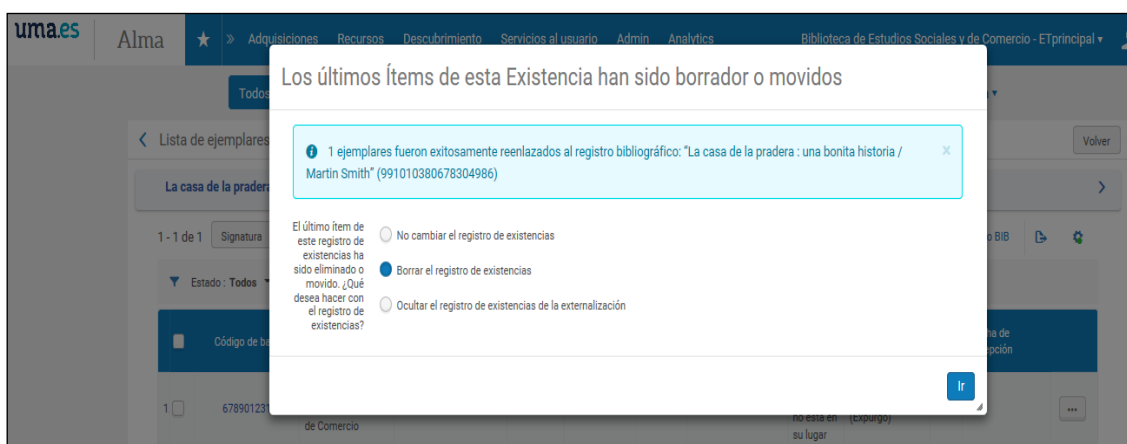 uma.es
Alma
Adquisiciones Recursos Descubrimiento Servicios al usuario Admin Analytics
Biblioteca de Estudios Sociales y de Comercio - ETprincipal
Todos
Los últimos Ítems de esta Existencia han sido borrador o movidos
Lista de ejemplares
Volver
1 ejemplares fueron exitosamente reenlazados al registro bibliográfico: "La casa de la pradera : una bonita historia /
Martin Smith" (991010380678304986)
×
La casa de la pradera
1 - 1 de 1 Signatura
BIB
El último ítem de
este registro de
existencias ha
sido eliminado o
movido. ¿Qué
desea hacer con
el registro de
existencias?
No cambiar el registro de existencias
Borrar el registro de existencias
Ocultar el registro de existencias de la externalización
Estado : Todos
Código de ba
ha de
epción
Ir
1
678901231
de Comercio
no está en (Expurgo)
su lugar
...